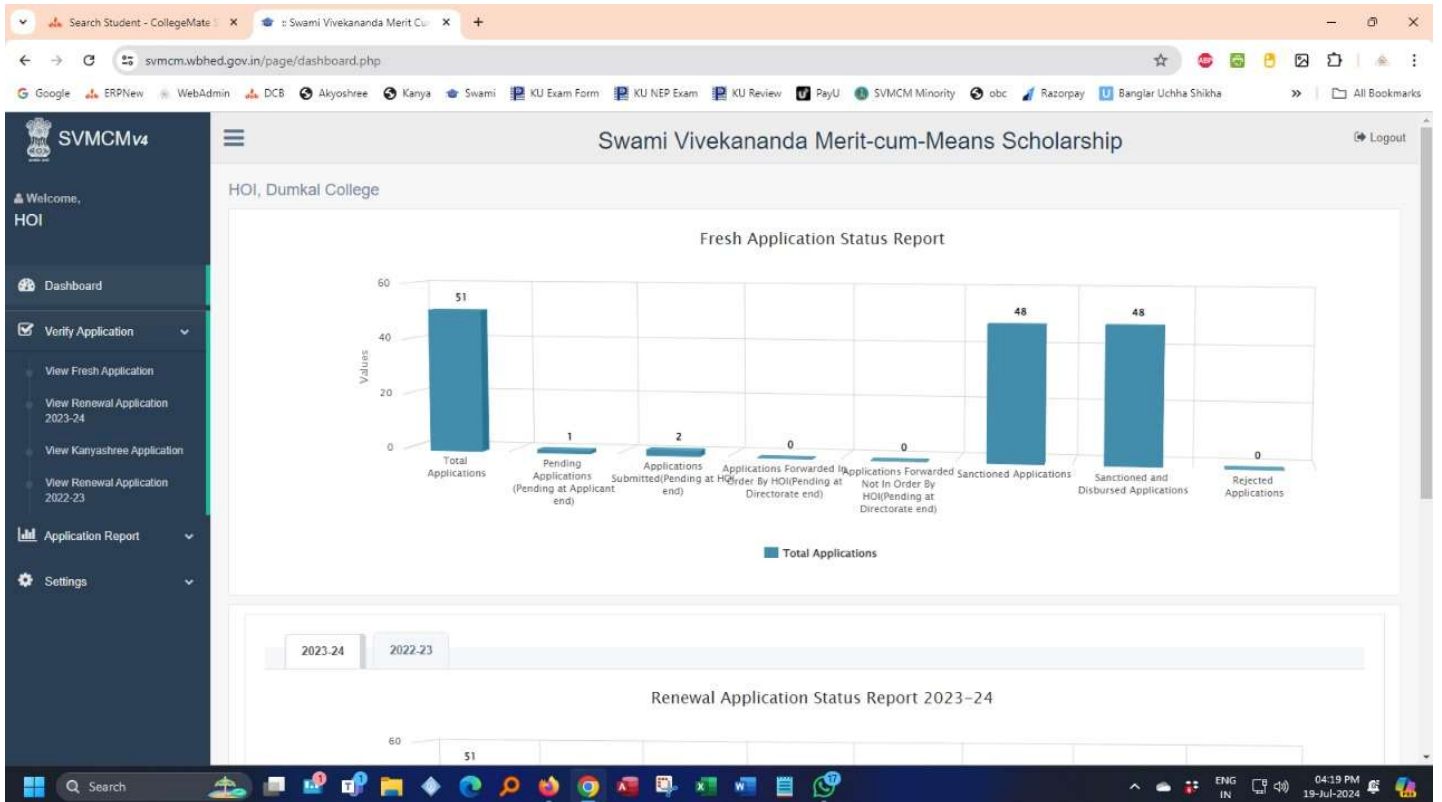 Search Student - CollegeMate S
:: Swami Vivekananda Merit Cu
svmcm.wbhed.gov.in/page/dashboard.php
Google ERPNew WebAdmin DCB Akyoshree Kanya Swami KU Exam Form KU NEP Exam KU Review PayU SVMCM Minority obc Razorpay Banglar Uchha Shikha » All Bookmarks
SVMCMv4
Swami Vivekananda Merit-cum-Means Scholarship
Logout
Welcome,
HOI
HOI, Dumkal College
Dashboard
Verify Application
View Fresh Application
View Renewal Application
2023-24
View Kanyashree Application
View Renewal Application
2022-23
Application Report
Settings
Fresh Application Status Report
Values
60
40
20
0
51
1
2
0
0
48
48
0
Total
Applications
Pending
Applications
(Pending at Applicant
end)
Applications
Submitted(Pending at HOI
end)
Applications Forwarded In
Order By HOI(Pending at
Directorate end)
Applications Forwarded
Not In Order By
HOI(Pending at
Directorate end)
Sanctioned Applications
Sanctioned and
Disbursed Applications
Rejected
Applications
Total Applications
2023-24
2022-23
Renewal Application Status Report 2023-24
60
51
Search
1
1
17
ENG
IN
04:19 PM
19-Jul-2024